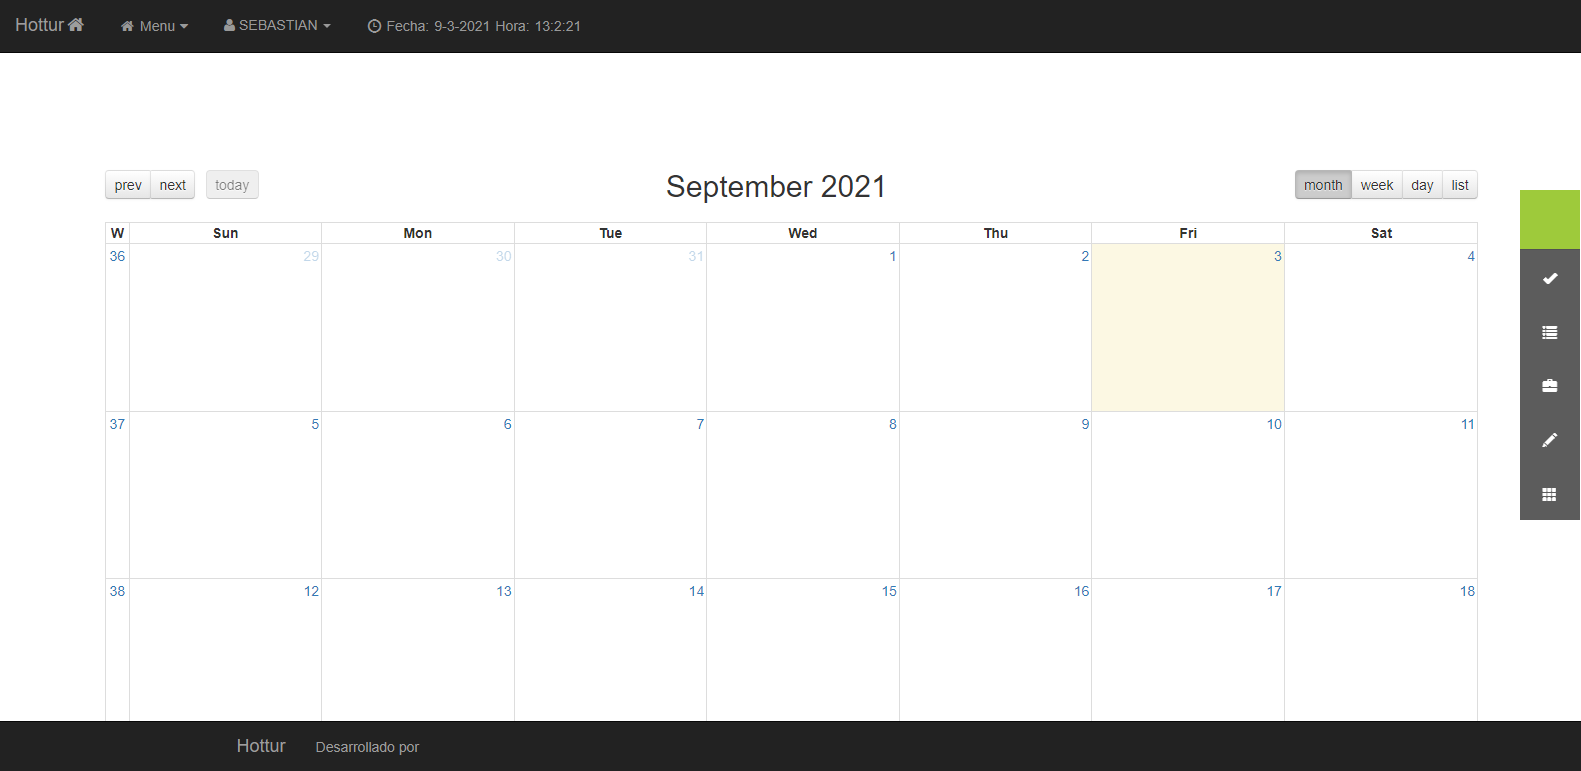 Hottur Menu SEBASTIAN Fecha: 9-3-2021 Hora: 13:2:21
prev next today September 2021 month week day list
W Sun Mon Tue Wed Thu Fri Sat
36 29 30 31 1 2 3 4
37 5 6 7 8 9 10 11
38 12 13 14 15 16 17 18
Hottur Desarrollado por